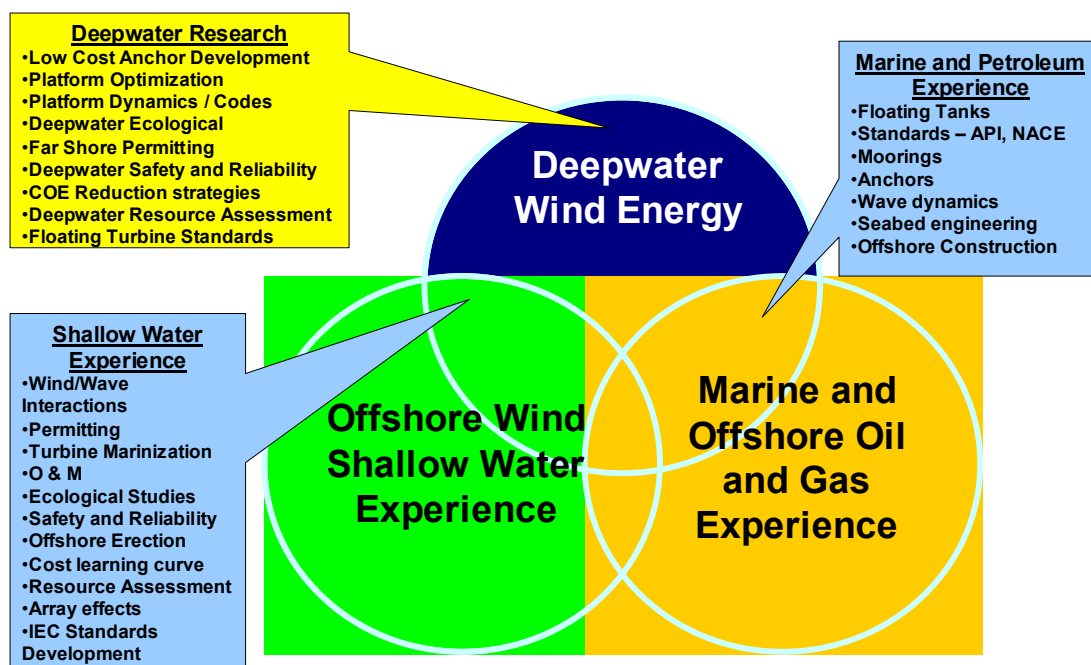 Deepwater Research
•Low Cost Anchor Development
•Platform Optimization
•Platform Dynamics / Codes
•Deepwater Ecological
•Far Shore Permitting
•Deepwater Safety and Reliability
•COE Reduction strategies
•Deepwater Resource Assessment
•Floating Turbine Standards
Marine and Petroleum
Experience
•Floating Tanks
•Standards – API, NACE
•Moorings
•Anchors
•Wave dynamics
•Seabed engineering
•Offshore Construction
Deepwater
Wind Energy
Shallow Water
Experience
•Wind/Wave
Interactions
•Permitting
•Turbine Marinization
•O & M
•Ecological Studies
•Safety and Reliability
•Offshore Erection
•Cost learning curve
•Resource Assessment
•Array effects
•IEC Standards
Development
Offshore Wind
Shallow Water
Experience
Marine and
Offshore Oil
and Gas
Experience